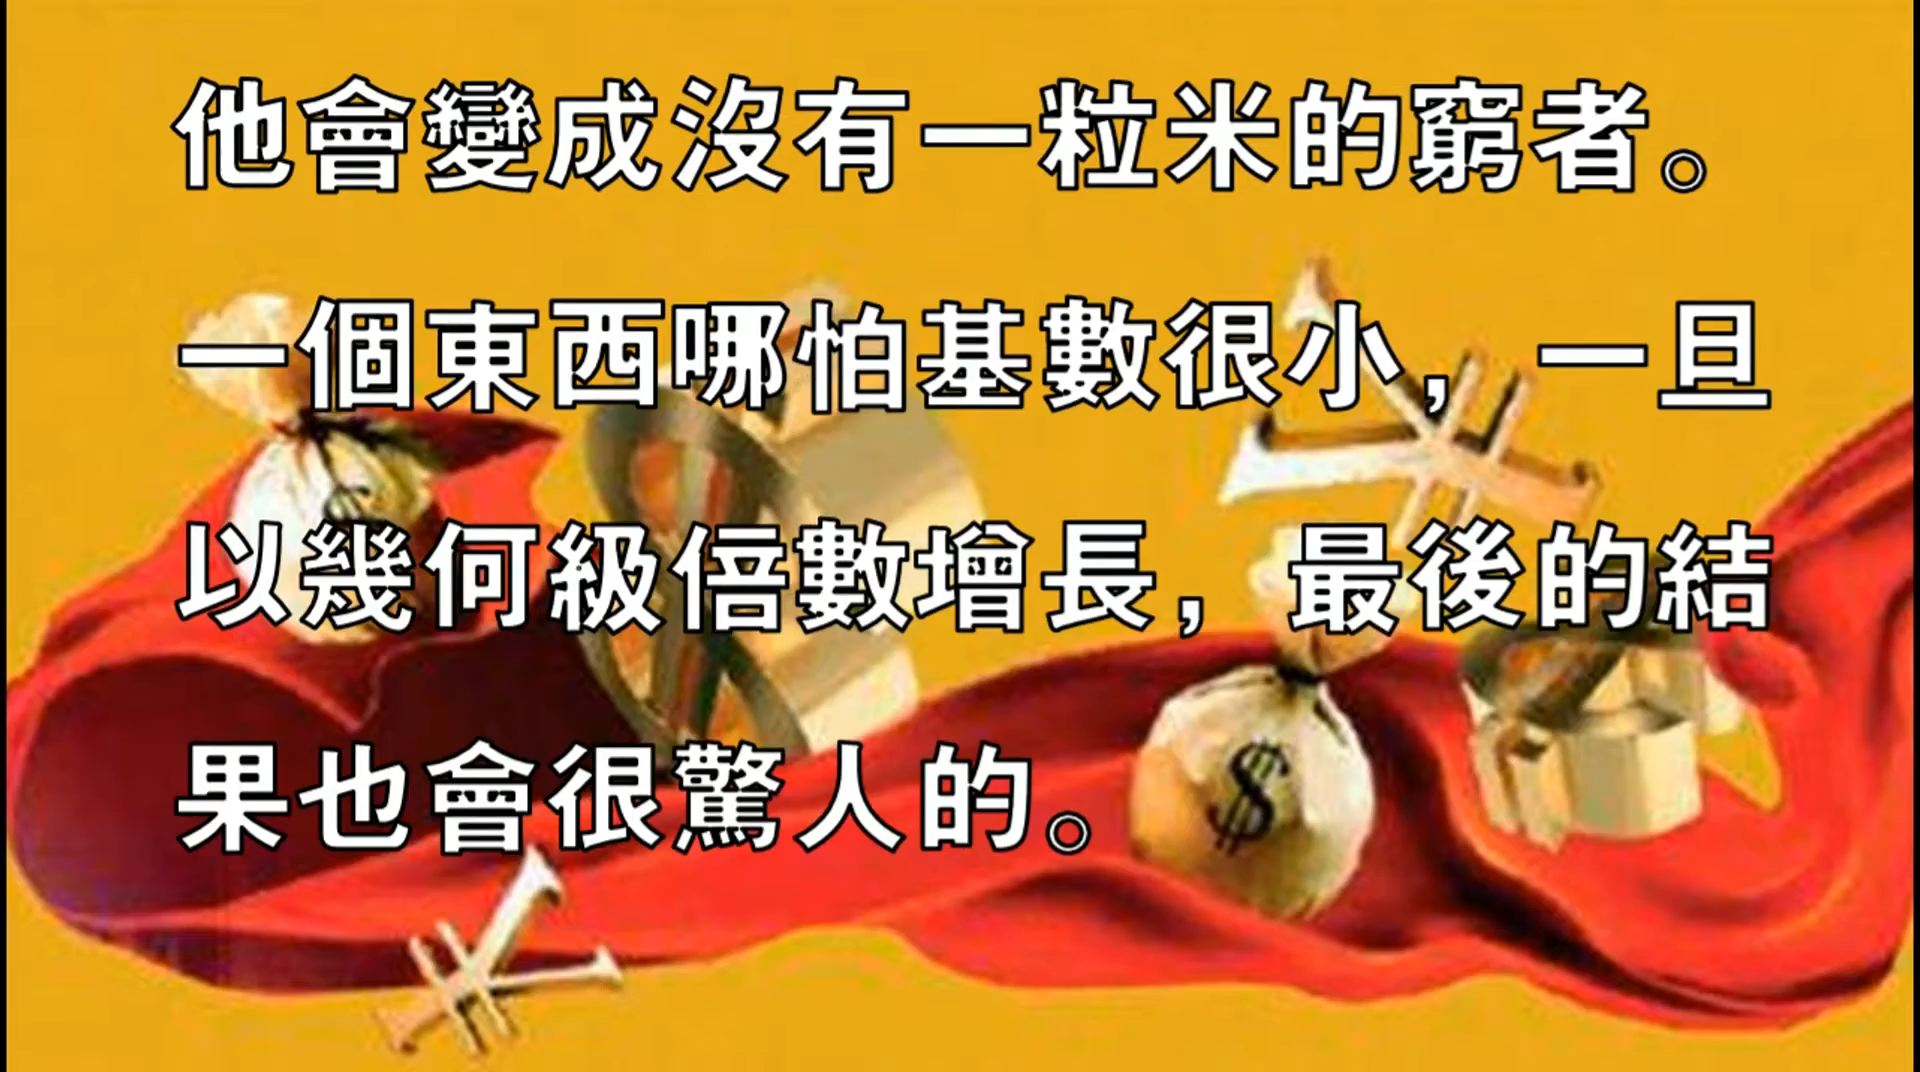 他會變成沒有一粒米的窮者。
一個東西哪怕基數很小，一旦
以幾何級倍數增長，最後的結
果也會很驚人的。
$
$